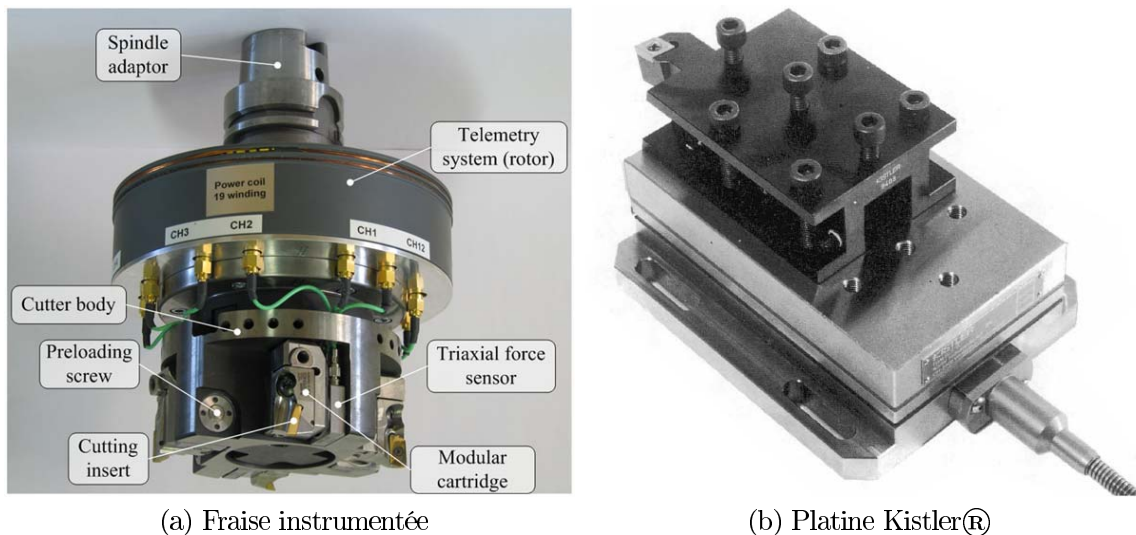 Spindle
adaptor
Telemetry
system (rotor)
Power coil
19 winding
CH3
CH2
CH1
CH12
Cutter body
Preloading
screw
Triaxial force
sensor
Cutting
insert
Modular
cartridge
KISTLER
(a) Fraise instrumentée
(b) Platine Kistler®